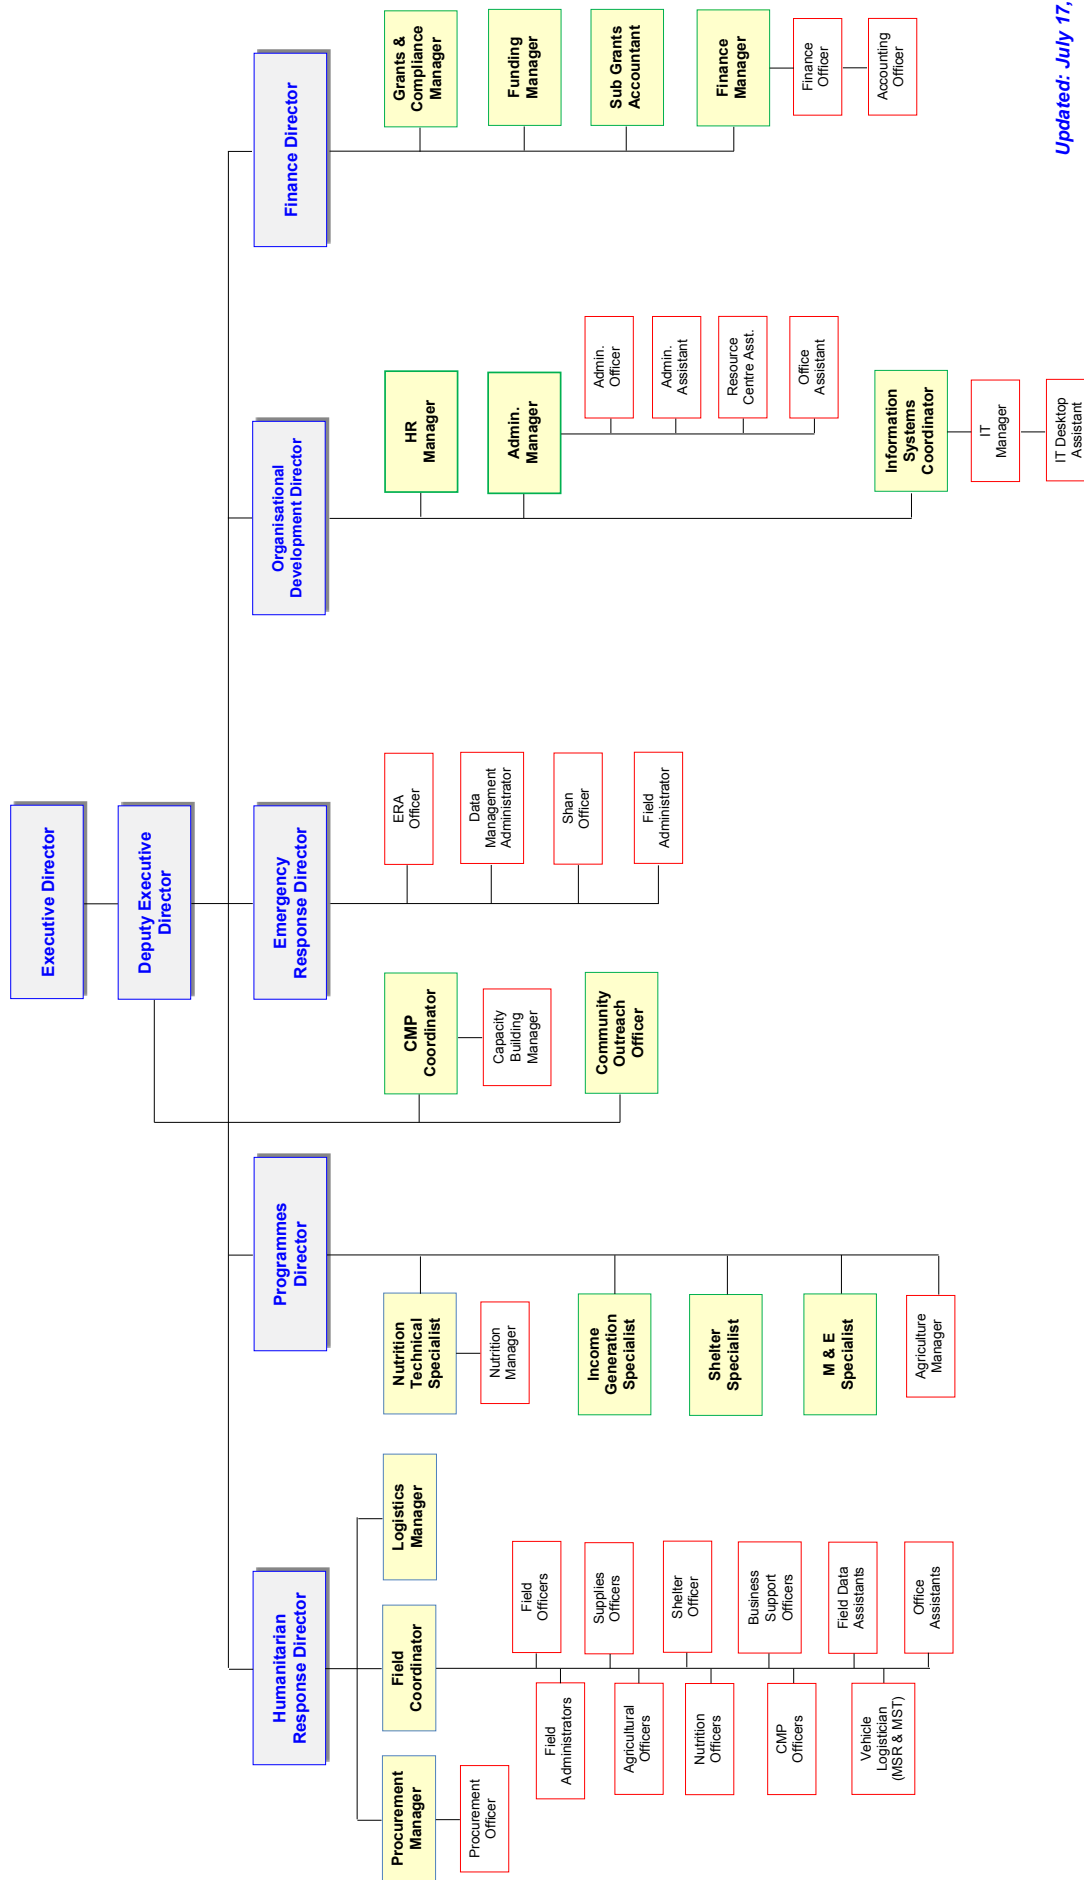 Executive Director
Deputy Executive
Director
Humanitarian
Response Director
Programmes
Director
Emergency
Response Director
Organisational
Development Director
Finance Director
Procurement
Manager
Procurement
Officer
Field
Coordinator
Logistics
Manager
Field
Administrators
Field
Officers
Agricultural
Officers
Supplies
Officers
Nutrition
Officers
Shelter
Officer
CMP
Officers
Business
Support
Officers
Vehicle
Logistician
(MSR & MST)
Field Data
Assistants
Office
Assistants
Nutrition
Technical
Specialist
Nutrition
Manager
Income
Generation
Specialist
Shelter
Specialist
M & E
Specialist
Agriculture
Manager
CMP
Coordinator
Capacity
Building
Manager
Community
Outreach
Officer
ERA
Officer
Data
Management
Administrator
Shan
Officer
Field
Administrator
HR
Manager
Admin.
Manager
Admin.
Officer
Admin.
Assistant
Resource
Centre Asst.
Office
Assistant
Information
Systems
Coordinator
IT
Manager
IT Desktop
Assistant
Grants &
Compliance
Manager
Funding
Manager
Sub Grants
Accountant
Finance
Manager
Finance
Officer
Accounting
Officer
Updated: July 17,